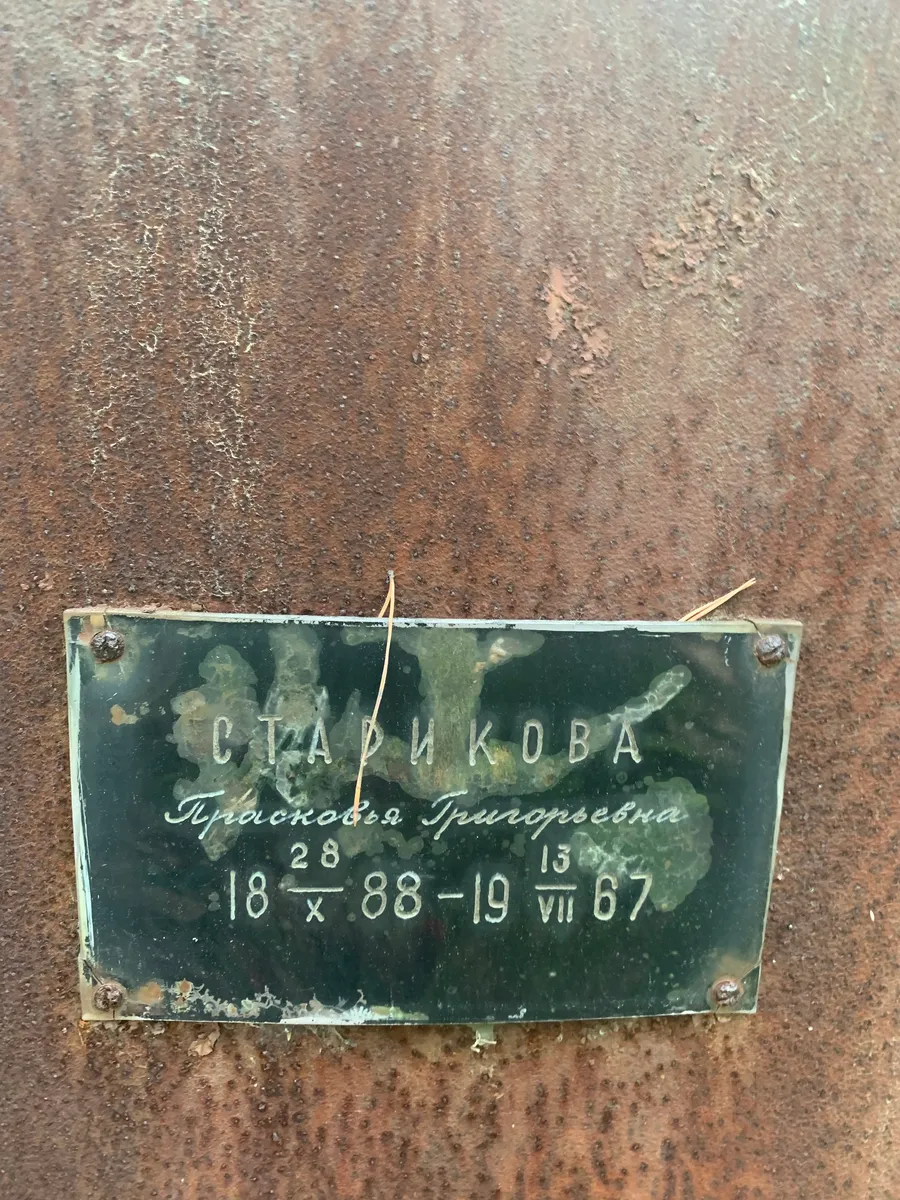 СТАРИКОВА
Прасковья Григорьевна
18 28/X 88 – 19 13/VII 67